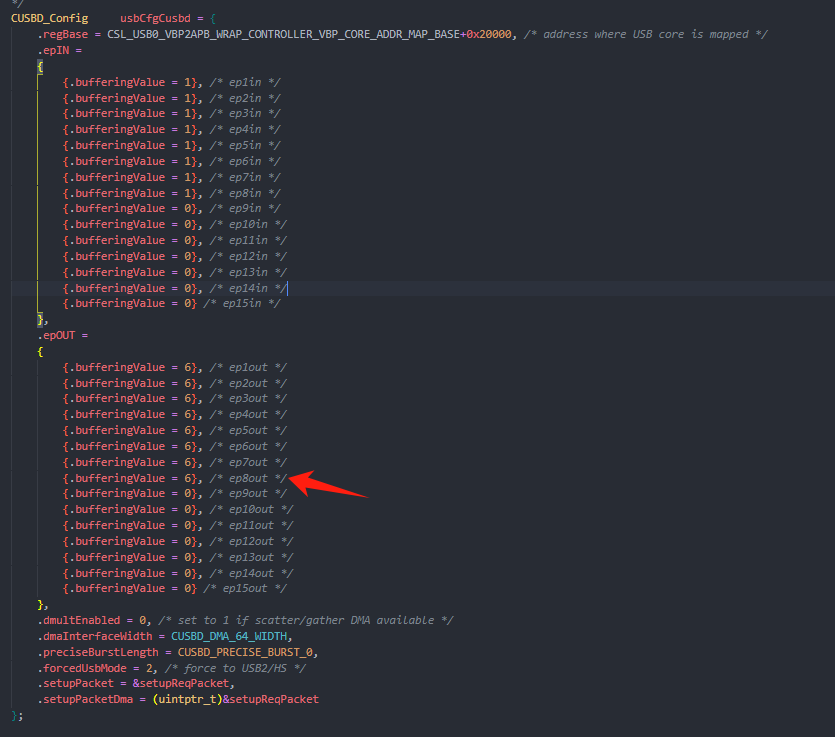 */
CUSBD_Config     usbCfgCusbd = {
    .regBase = CSL_USB0_VBP2APB_WRAP_CONTROLLER_VBP_CORE_ADDR_MAP_BASE+0x20000, /* address where USB core is mapped */
    .epIN =
    {
        {.bufferingValue = 1}, /* ep1in */
        {.bufferingValue = 1}, /* ep2in */
        {.bufferingValue = 1}, /* ep3in */
        {.bufferingValue = 1}, /* ep4in */
        {.bufferingValue = 1}, /* ep5in */
        {.bufferingValue = 1}, /* ep6in */
        {.bufferingValue = 1}, /* ep7in */
        {.bufferingValue = 1}, /* ep8in */
        {.bufferingValue = 0}, /* ep9in */
        {.bufferingValue = 0}, /* ep10in */
        {.bufferingValue = 0}, /* ep11in */
        {.bufferingValue = 0}, /* ep12in */
        {.bufferingValue = 0}, /* ep13in */
        {.bufferingValue = 0}, /* ep14in */
        {.bufferingValue = 0} /* ep15in */
    },
    .epOUT =
    {
        {.bufferingValue = 6}, /* ep1out */
        {.bufferingValue = 6}, /* ep2out */
        {.bufferingValue = 6}, /* ep3out */
        {.bufferingValue = 6}, /* ep4out */
        {.bufferingValue = 6}, /* ep5out */
        {.bufferingValue = 6}, /* ep6out */
        {.bufferingValue = 6}, /* ep7out */
        {.bufferingValue = 6}, /* ep8out */
        {.bufferingValue = 0}, /* ep9out */
        {.bufferingValue = 0}, /* ep10out */
        {.bufferingValue = 0}, /* ep11out */
        {.bufferingValue = 0}, /* ep12out */
        {.bufferingValue = 0}, /* ep13out */
        {.bufferingValue = 0}, /* ep14out */
        {.bufferingValue = 0} /* ep15out */
    },
    .dmultEnabled = 0, /* set to 1 if scatter/gather DMA available */
    .dmaInterfaceWidth = CUSBD_DMA_64_WIDTH,
    .preciseBurstLength = CUSBD_PRECISE_BURST_0,
    .forcedUsbMode = 2, /* force to USB2/HS */
    .setupPacket = &setupReqPacket,
    .setupPacketDma = (uintptr_t)&setupReqPacket
};